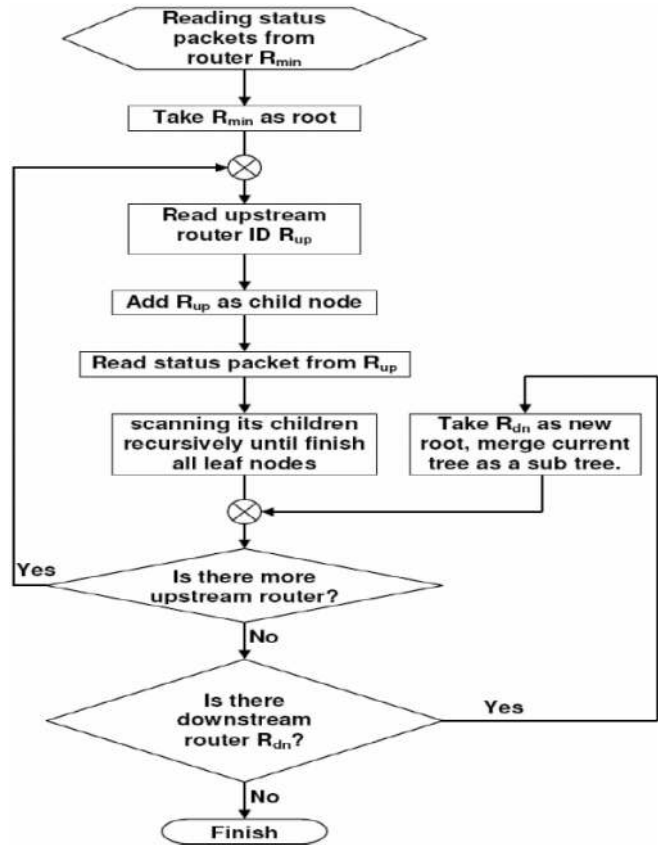 Reading status
packets from
router Rmin
Take Rmin as root
Read upstream
router ID Rup
Add Rup as child node
Read status packet from Rup
scanning its children
recursively until finish
all leaf nodes
Take Rdn as new
root, merge current
tree as a sub tree.
Yes
Is there more
upstream router?
No
Is there
downstream
router Rdn?
Yes
No
Finish